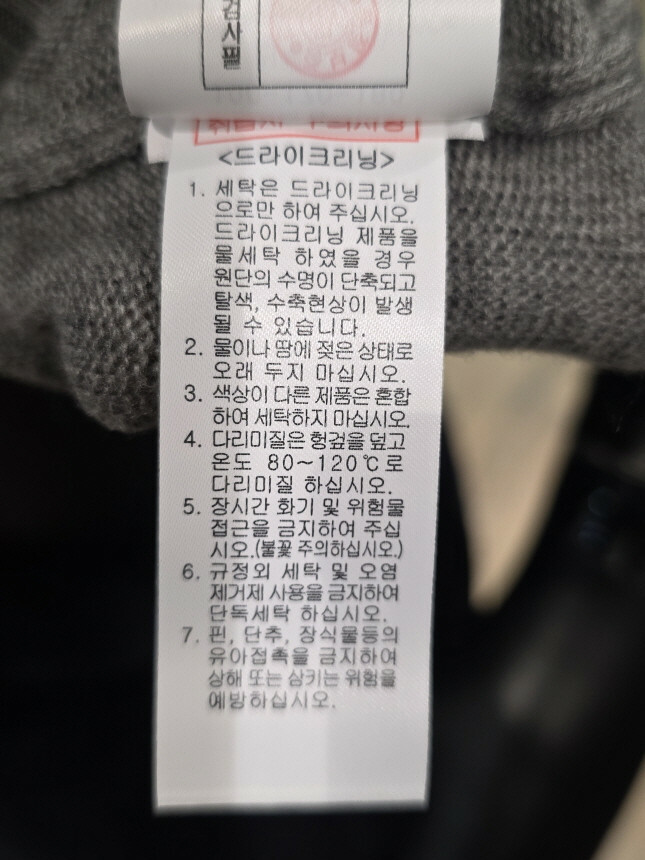 검사필
취급시 주의사항
<드라이크리닝>
1. 세탁은 드라이크리닝
으로만 하여 주십시오.
드라이크리닝 제품을
물세탁 하였을 경우
원단의 수명이 단축되고
탈색, 수축현상이 발생
될 수 있습니다.
2. 물이나 땀에 젖은 상태로
오래 두지 마십시오.
3. 색상이 다른 제품은 혼합
하여 세탁하지 마십시오.
4. 다리미질은 헝겊을 덮고
온도 80~120℃로
다리미질 하십시오.
5. 장시간 화기 및 위험물
접근을 금지하여 주십
시오.(불꽃 주의하십시오.)
6. 규정외 세탁 및 오염
제거제 사용을 금지하여
단독세탁 하십시오.
7. 핀, 단추, 장식물등의
유아접촉을 금지하여
상해 또는 삼키는 위험을
예방하십시오.